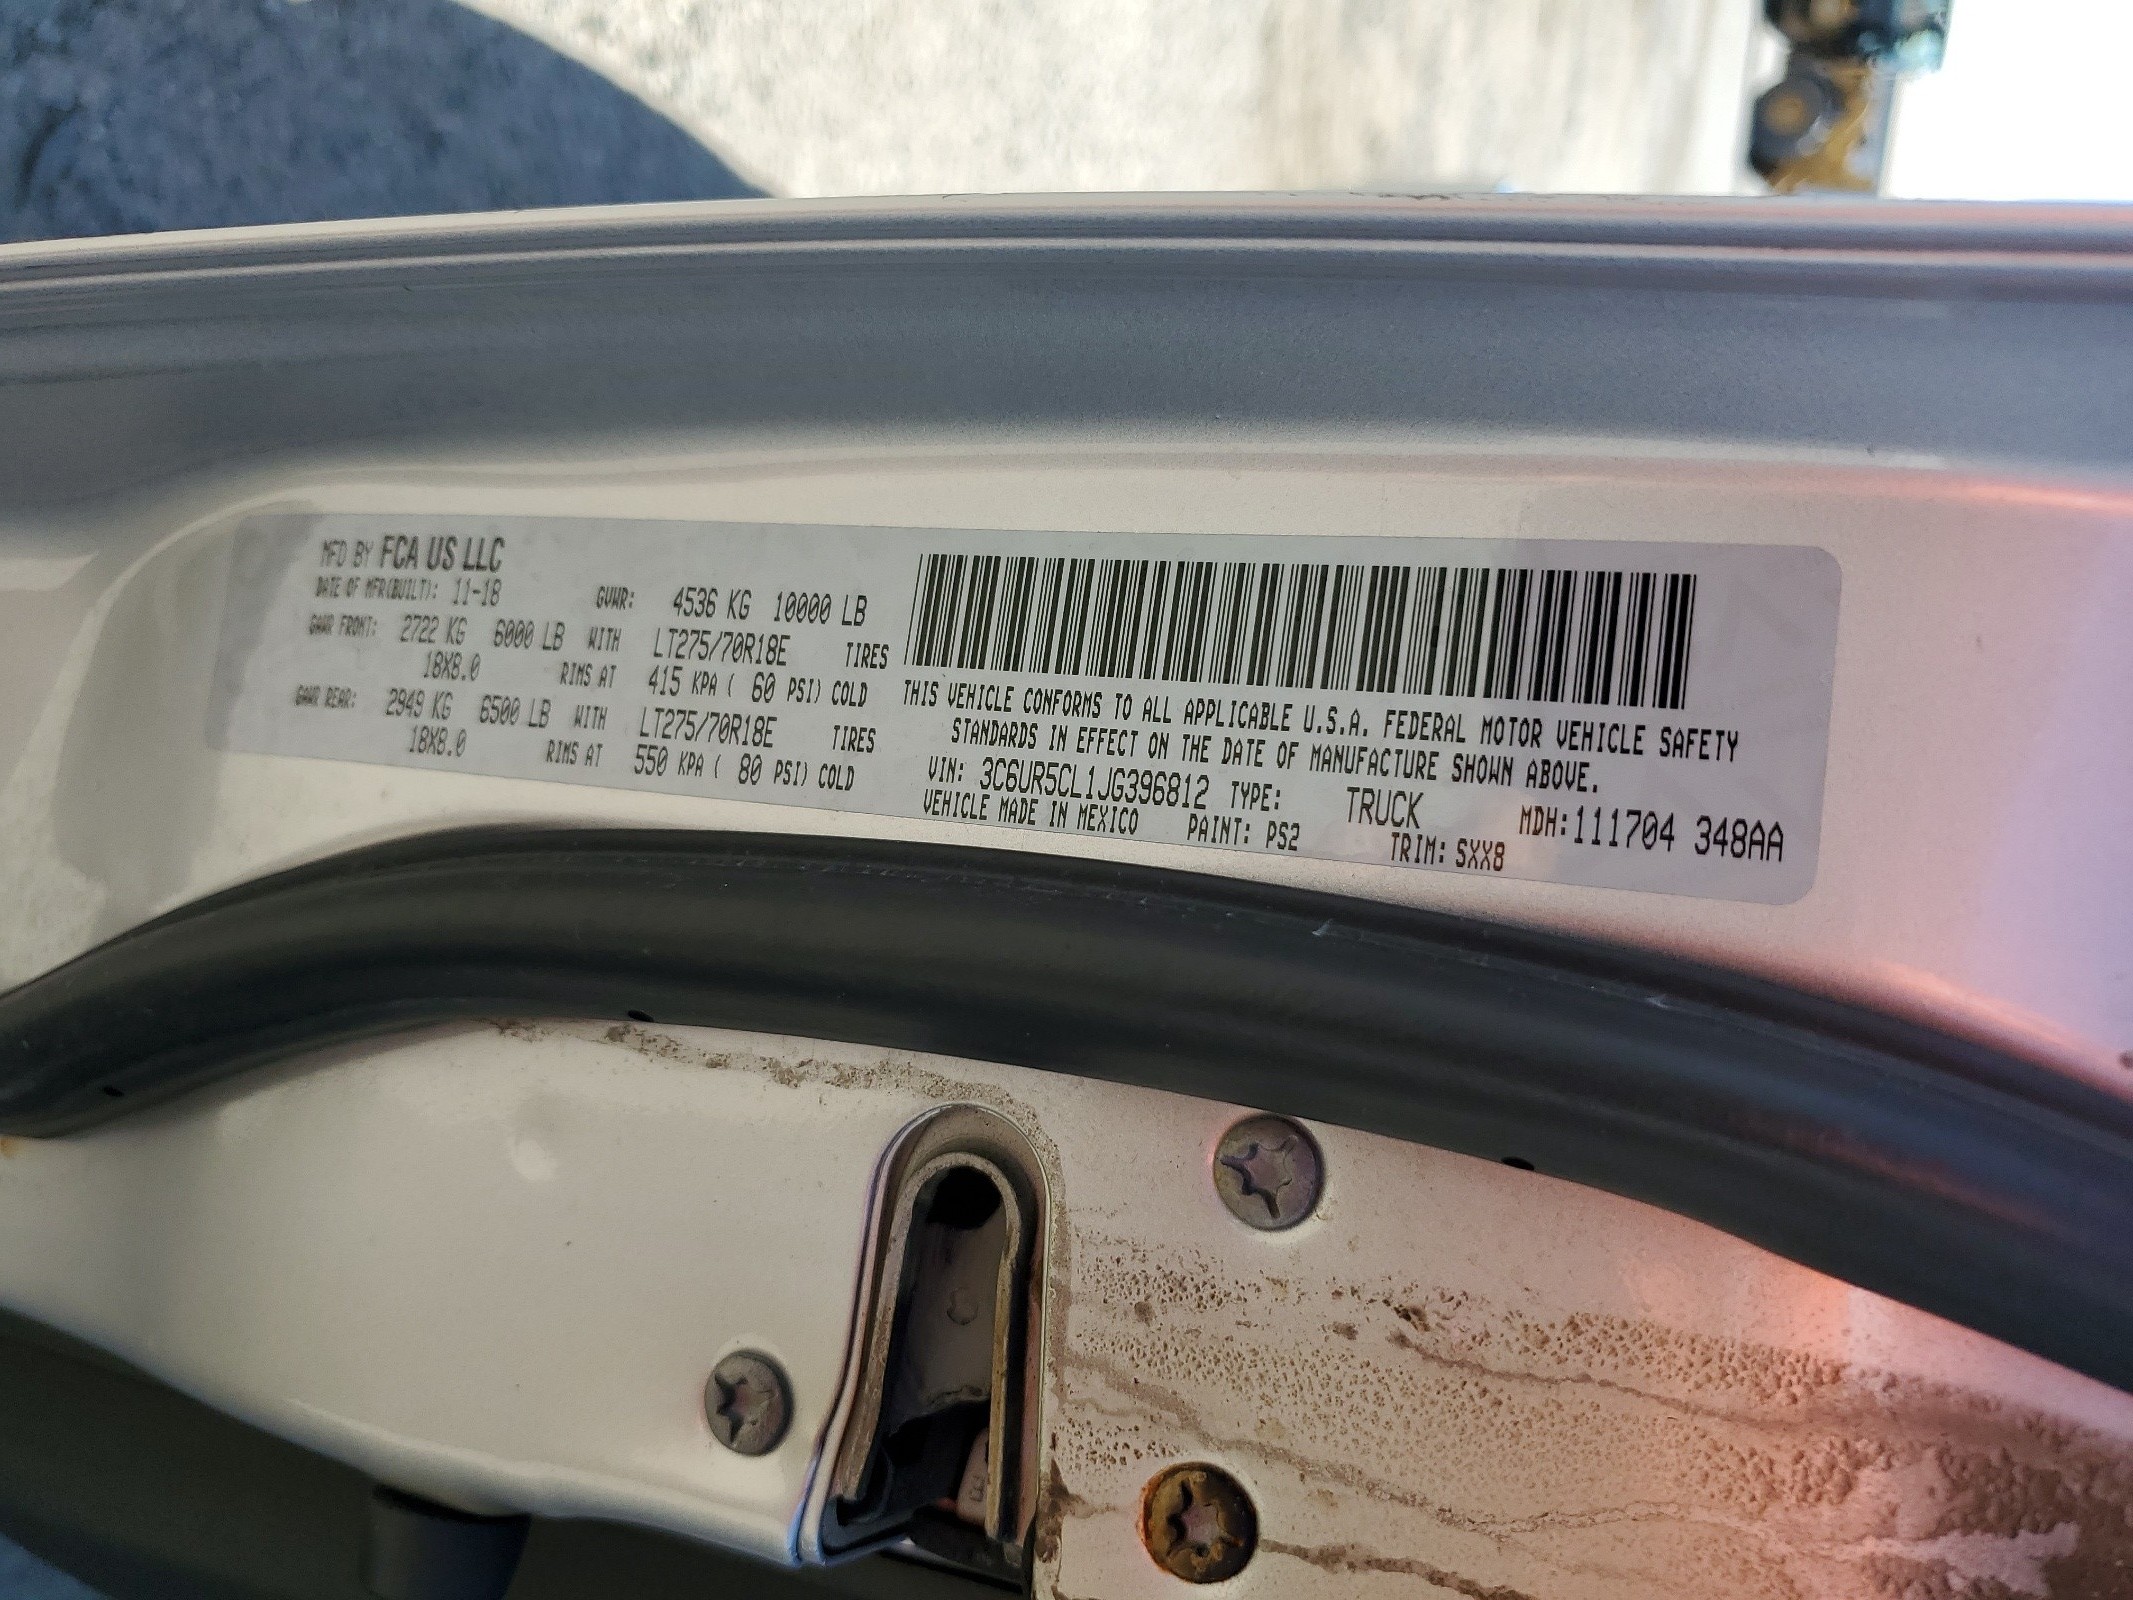 MFD BY FCA US LLC
DATE OF MFR(BUILT): 11-18 GVWR: 4536 KG 10000 LB
GAWR FRONT: 2722 KG 6000 LB WITH LT275/70R18E TIRES
18X8.0 RIMS AT 415 KPA ( 60 PSI) COLD
GAWR REAR: 2949 KG 6500 LB WITH LT275/70R18E TIRES
18X8.0 RIMS AT 550 KPA ( 80 PSI) COLD
THIS VEHICLE CONFORMS TO ALL APPLICABLE U.S.A. FEDERAL MOTOR VEHICLE SAFETY
STANDARDS IN EFFECT ON THE DATE OF MANUFACTURE SHOWN ABOVE.
VIN: 3C6UR5CL1JG396812 TYPE: TRUCK MDH:111704 348AA
VEHICLE MADE IN MEXICO PAINT: PS2 TRIM: SXX8